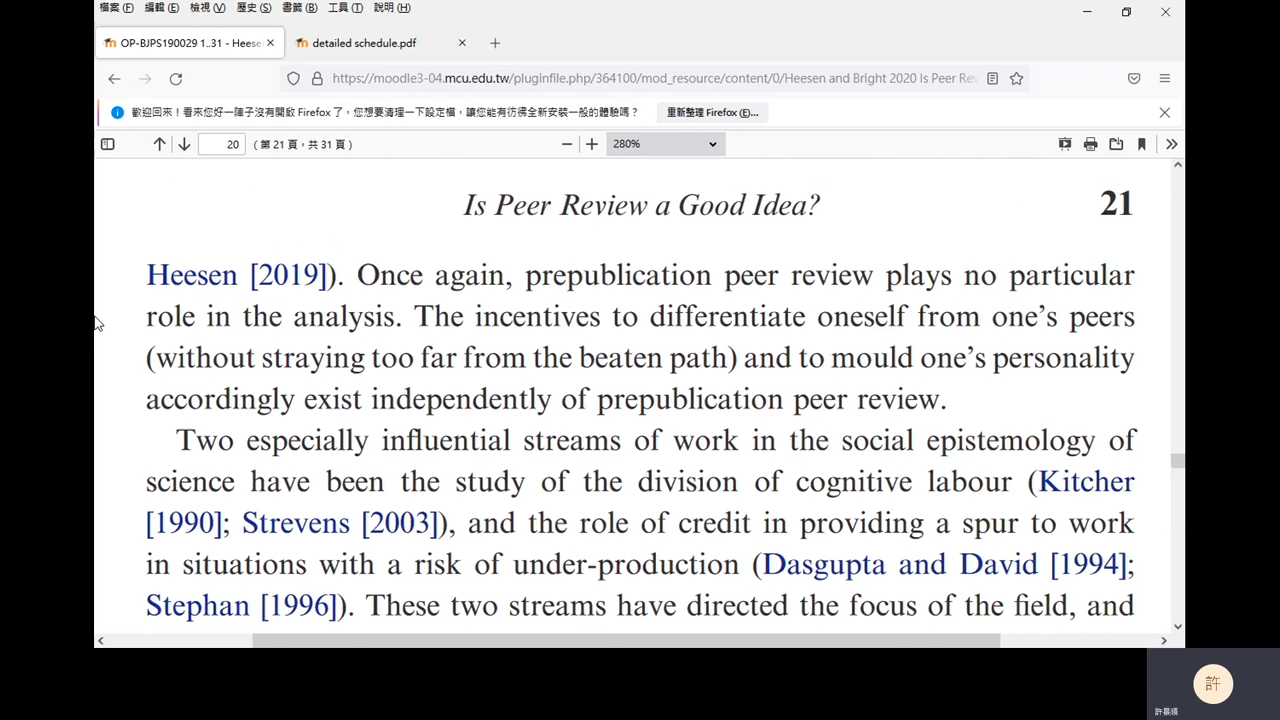 檔案(F) 編輯(E) 檢視(V) 歷史(S) 書籤(B) 工具(T) 說明(H)
OP-BJPS190029 1..31 - Heese
detailed schedule.pdf
https://moodle3-04.mcu.edu.tw/pluginfile.php/364100/mod_resource/content/0/Heesen and Bright 2020 Is Peer Rev
歡迎回來！看來您好一陣子沒有開啟 Firefox 了，您想要清理一下設定檔，讓您能有彷彿全新安裝一般的體驗嗎？ 重新整理 Firefox (E)...
20 (第 21 頁，共 31 頁) 280%
Is Peer Review a Good Idea? 21
Heesen [2019]). Once again, prepublication peer review plays no particular
role in the analysis. The incentives to differentiate oneself from one's peers
(without straying too far from the beaten path) and to mould one's personality
accordingly exist independently of prepublication peer review.
Two especially influential streams of work in the social epistemology of
science have been the study of the division of cognitive labour (Kitcher
[1990]; Strevens [2003]), and the role of credit in providing a spur to work
in situations with a risk of under-production (Dasgupta and David [1994];
Stephan [1996]). These two streams have directed the focus of the field, and
許